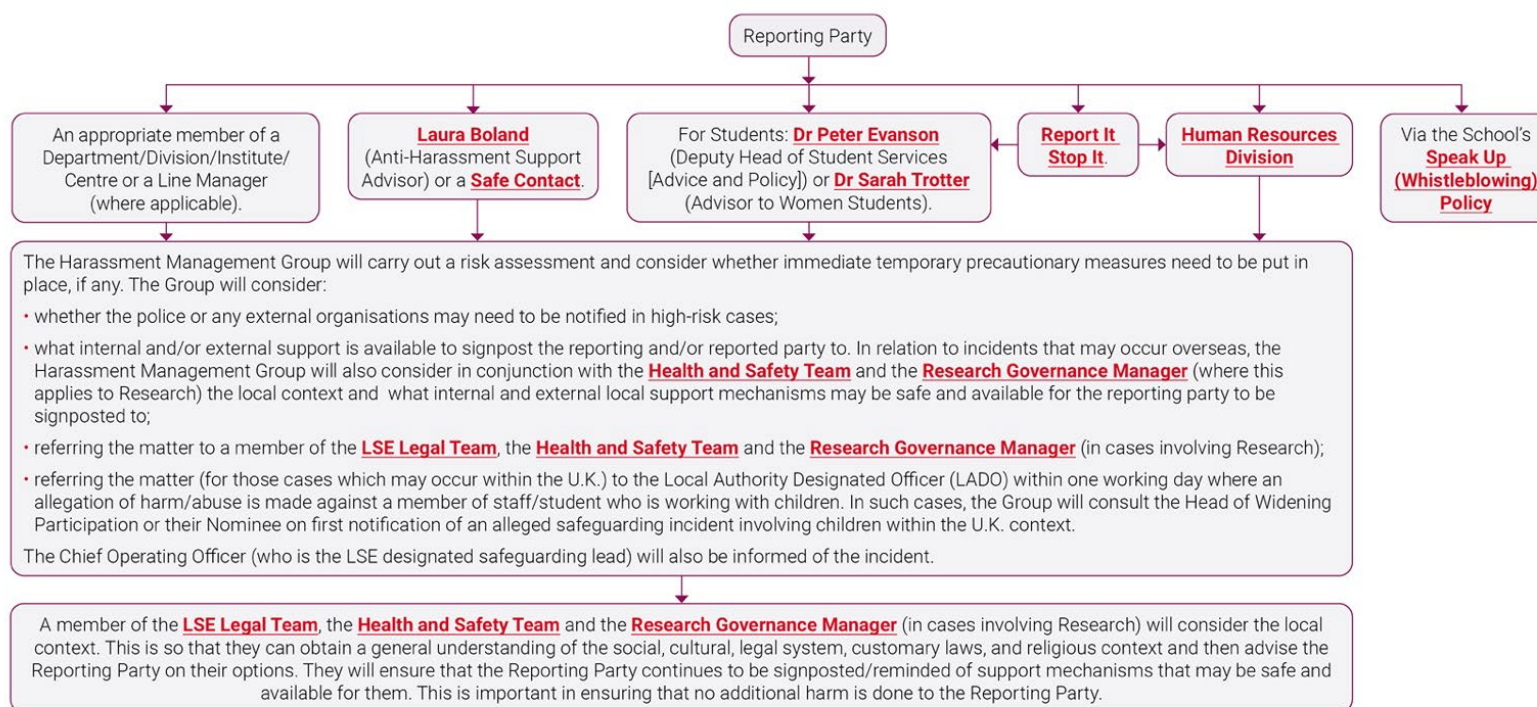 Reporting Party
An appropriate member of a
Department/Division/Institute/
Centre or a Line Manager
(where applicable).
Laura Boland
(Anti-Harassment Support
Advisor) or a Safe Contact.
For Students: Dr Peter Evanson
(Deputy Head of Student Services
[Advice and Policy]) or Dr Sarah Trotter
(Advisor to Women Students).
Report It
Stop It.
Human Resources
Division
Via the School's
Speak Up
(Whistleblowing)
Policy
The Harassment Management Group will carry out a risk assessment and consider whether immediate temporary precautionary measures need to be put in
place, if any. The Group will consider:
• whether the police or any external organisations may need to be notified in high-risk cases;
• what internal and/or external support is available to signpost the reporting and/or reported party to. In relation to incidents that may occur overseas, the
Harassment Management Group will also consider in conjunction with the Health and Safety Team and the Research Governance Manager (where this
applies to Research) the local context and what internal and external local support mechanisms may be safe and available for the reporting party to be
signposted to;
• referring the matter to a member of the LSE Legal Team, the Health and Safety Team and the Research Governance Manager (in cases involving Research);
• referring the matter (for those cases which may occur within the U.K.) to the Local Authority Designated Officer (LADO) within one working day where an
allegation of harm/abuse is made against a member of staff/student who is working with children. In such cases, the Group will consult the Head of Widening
Participation or their Nominee on first notification of an alleged safeguarding incident involving children within the U.K. context.
The Chief Operating Officer (who is the LSE designated safeguarding lead) will also be informed of the incident.
A member of the LSE Legal Team, the Health and Safety Team and the Research Governance Manager (in cases involving Research) will consider the local
context. This is so that they can obtain a general understanding of the social, cultural, legal system, customary laws, and religious context and then advise the
Reporting Party on their options. They will ensure that the Reporting Party continues to be signposted/reminded of support mechanisms that may be safe and
available for them. This is important in ensuring that no additional harm is done to the Reporting Party.